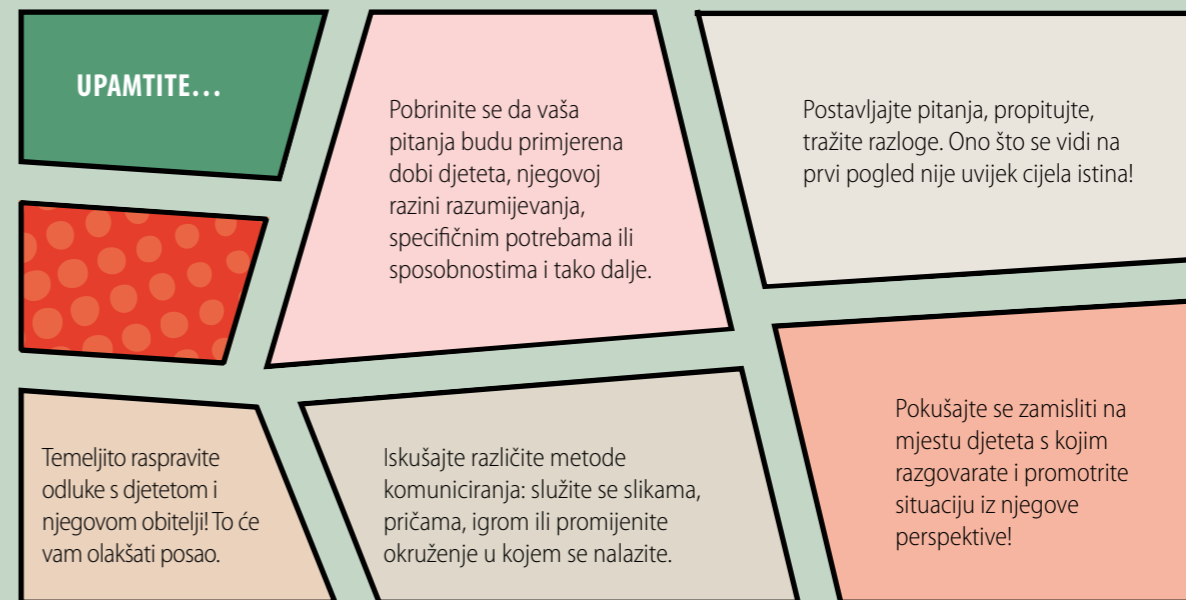 UPAMTITE...
Pobrinite se da vaša
pitanja budu primjerena
dobi djeteta, njegovoj
razini razumijevanja,
specifičnim potrebama ili
sposobnostima i tako dalje.
Postavljajte pitanja, propitujte,
tražite razloge. Ono što se vidi na
prvi pogled nije uvijek cijela istina!
Temeljito raspravite
odluke s djetetom i
njegovom obitelji! To će
vam olakšati posao.
Iskušajte različite metode
komuniciranja: služite se slikama,
pričama, igrom ili promijenite
okruženje u kojem se nalazite.
Pokušajte se zamisliti na
mjestu djeteta s kojim
razgovarate i promotrite
situaciju iz njegove
perspektive!